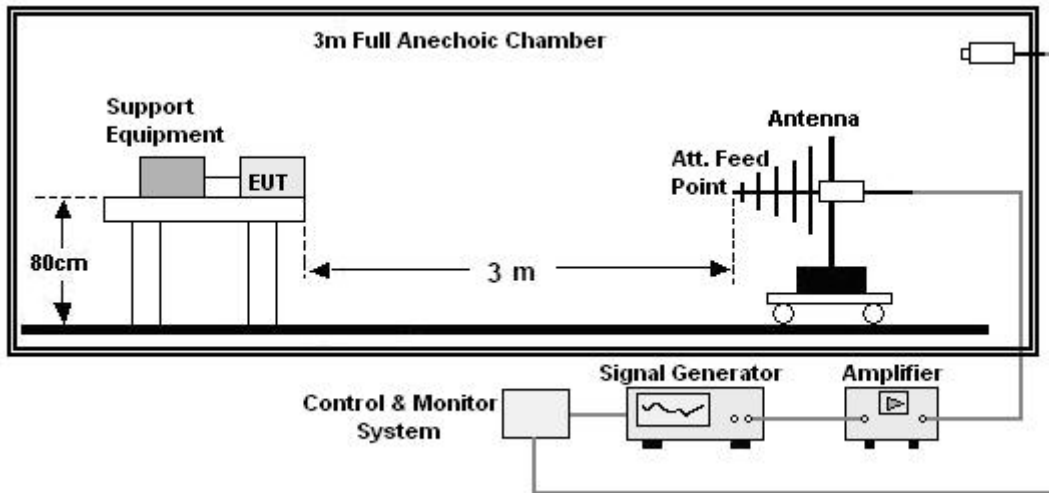 3m Full Anechoic Chamber
Support
Equipment
EUT
Antenna
Att. Feed
Point
80cm
3 m
Signal Generator
Amplifier
Control & Monitor
System